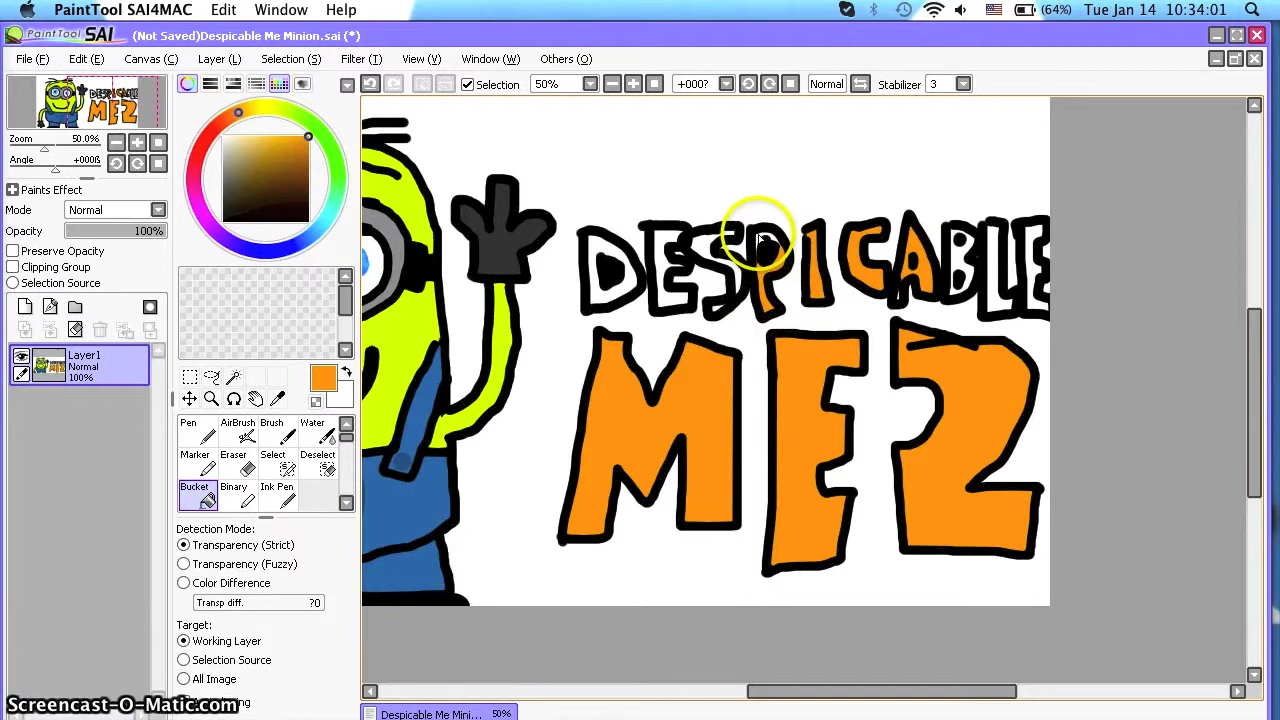 PaintTool SAI4MAC Edit Window Help (64%) Tue Jan 14 10:34:01
PaintTool SAI (Not Saved)Despicable Me Minion.sai (*)
File (F) Edit (E) Canvas (C) Layer (L) Selection (S) Filter (T) View (V) Window (W) Others (O)
Selection 50% +000? Normal Stabilizer 3
Zoom 50.0%
Angle +000ß
Paints Effect
Mode Normal
Opacity 100%
Preserve Opacity
Clipping Group
Selection Source
Layer1
Normal
100%
Pen AirBrush Brush Water
Marker Eraser Select Deselect
Bucket Binary Ink Pen
Detection Mode:
Transparency (Strict)
Transparency (Fuzzy)
Color Difference
Transp diff. ?0
Target:
Working Layer
Selection Source
All Image
DESPICABLE
ME2
Screencast-O-Matic.com
Despicable Me Mini... 50%